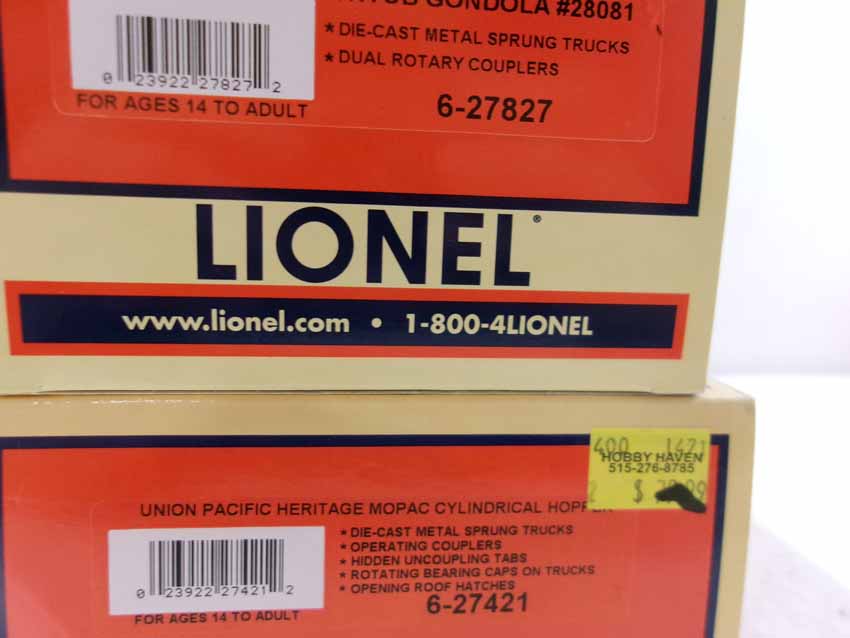 GONDOLA #28081
★ DIE-CAST METAL SPRUNG TRUCKS
★ DUAL ROTARY COUPLERS
0 23922 27827 2
FOR AGES 14 TO ADULT
6-27827
LIONEL®
www.lionel.com • 1-800-4LIONEL
400 1421
HOBBY HAVEN
515-276-8785
2 $
UNION PACIFIC HERITAGE MOPAC CYLINDRICAL HOPPER
★ DIE-CAST METAL SPRUNG TRUCKS
★ OPERATING COUPLERS
★ HIDDEN UNCOUPLING TABS
★ ROTATING BEARING CAPS ON TRUCKS
★ OPENING ROOF HATCHES
0 23922 27421 2
FOR AGES 14 TO ADULT
6-27421